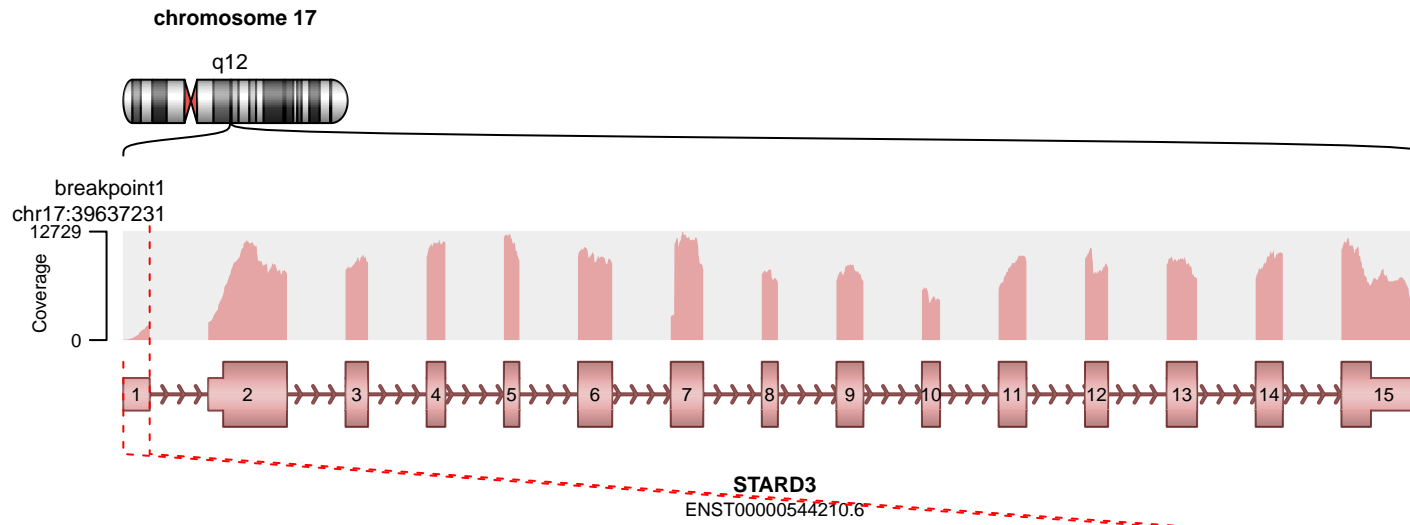 chromosome 17
q12
breakpoint1
chr17:39637231
12729
Coverage
0
1 2 3 4 5 6 7 8 9 10 11 12 13 14 15
STARD3
ENST00000544210.6